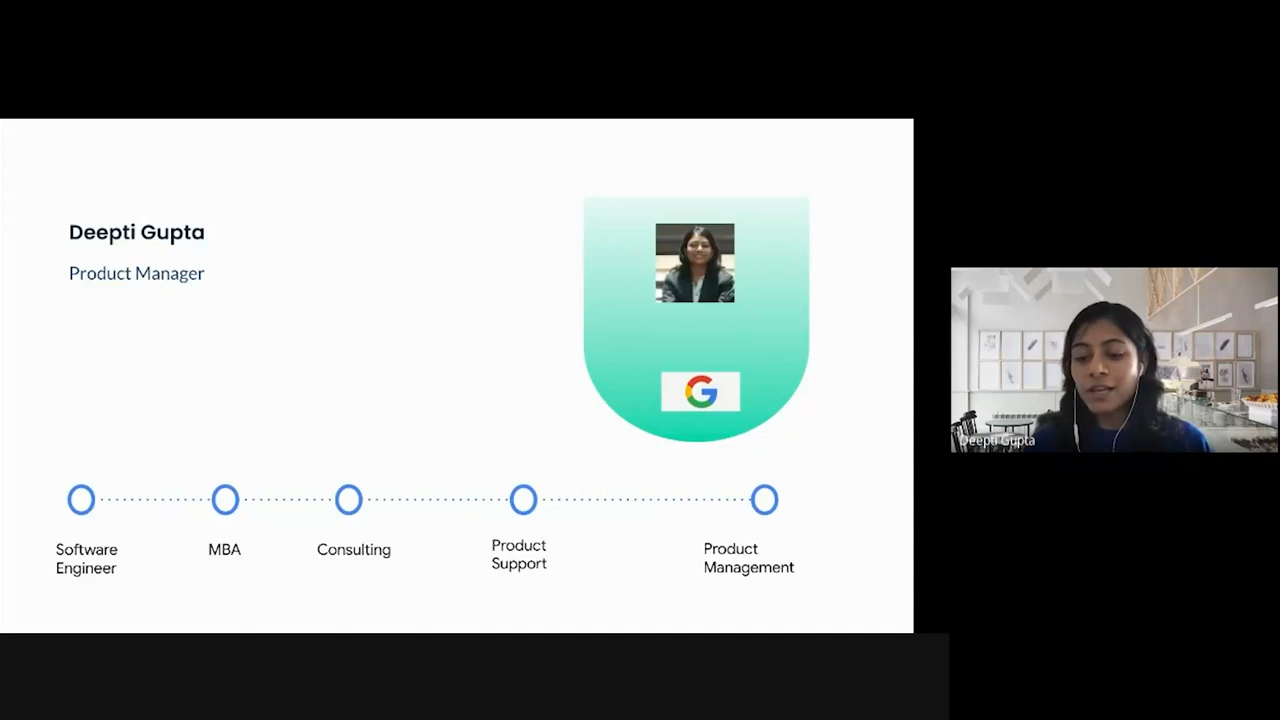 Deepti Gupta
Product Manager
G
Software
Engineer
MBA
Consulting
Product
Support
Product
Management
Deepti Gupta